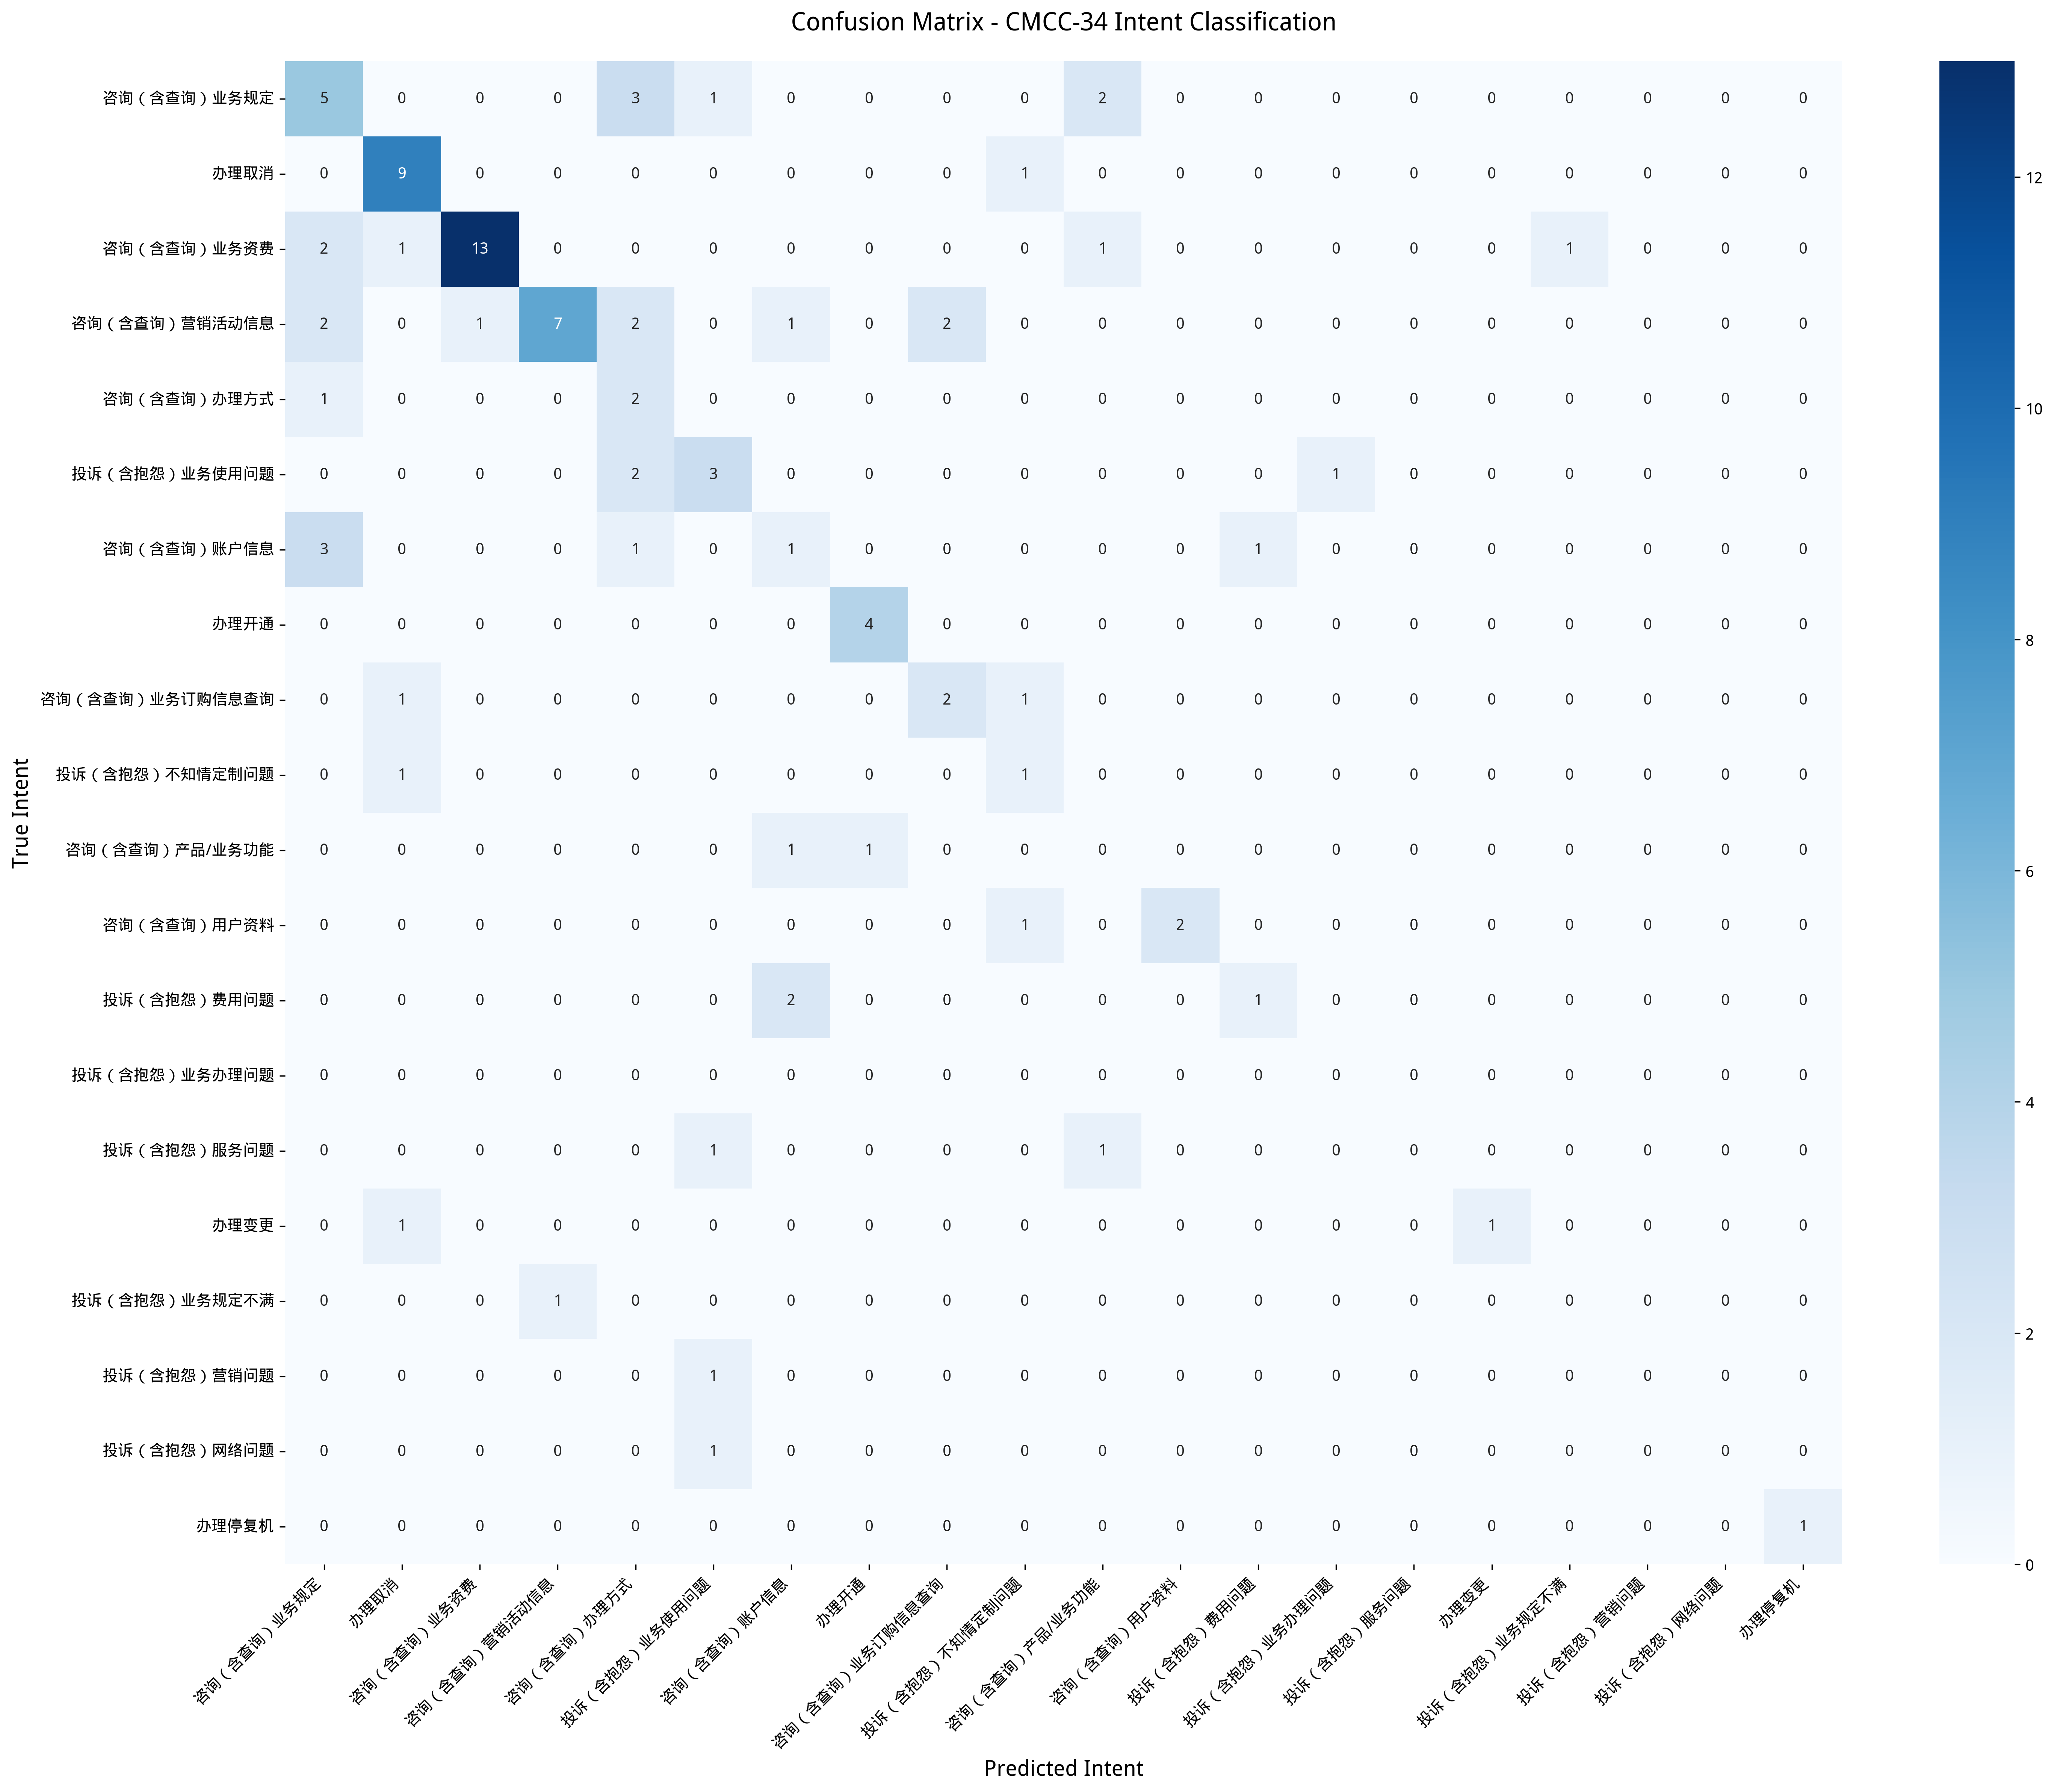 Confusion Matrix - CMCC-34 Intent Classification
咨询（含查询）业务规定 5 0 0 0 3 1 0 0 0 0 2 0 0 0 0 0 0 0 0 0
办理取消 0 9 0 0 0 0 0 0 0 1 0 0 0 0 0 0 0 0 0 0
咨询（含查询）业务资费 2 1 13 0 0 0 0 0 0 0 1 0 0 0 0 0 1 0 0 0
咨询（含查询）营销活动信息 2 0 1 7 2 0 1 0 2 0 0 0 0 0 0 0 0 0 0 0
咨询（含查询）办理方式 1 0 0 0 2 0 0 0 0 0 0 0 0 0 0 0 0 0 0 0
投诉（含抱怨）业务使用问题 0 0 0 0 2 3 0 0 0 0 0 0 0 1 0 0 0 0 0 0
咨询（含查询）账户信息 3 0 0 0 1 0 1 0 0 0 0 0 1 0 0 0 0 0 0 0
办理开通 0 0 0 0 0 0 0 4 0 0 0 0 0 0 0 0 0 0 0 0
咨询（含查询）业务订购信息查询 0 1 0 0 0 0 0 0 2 1 0 0 0 0 0 0 0 0 0 0
投诉（含抱怨）不知情定制问题 0 1 0 0 0 0 0 0 0 1 0 0 0 0 0 0 0 0 0 0
咨询（含查询）产品/业务功能 0 0 0 0 0 0 1 1 0 0 0 0 0 0 0 0 0 0 0 0
咨询（含查询）用户资料 0 0 0 0 0 0 0 0 0 1 0 2 0 0 0 0 0 0 0 0
投诉（含抱怨）费用问题 0 0 0 0 0 0 2 0 0 0 0 0 1 0 0 0 0 0 0 0
投诉（含抱怨）业务办理问题 0 0 0 0 0 0 0 0 0 0 0 0 0 0 0 0 0 0 0 0
投诉（含抱怨）服务问题 0 0 0 0 0 1 0 0 0 0 1 0 0 0 0 0 0 0 0 0
办理变更 0 1 0 0 0 0 0 0 0 0 0 0 0 0 0 1 0 0 0 0
投诉（含抱怨）业务规定不满 0 0 0 1 0 0 0 0 0 0 0 0 0 0 0 0 0 0 0 0
投诉（含抱怨）营销问题 0 0 0 0 0 1 0 0 0 0 0 0 0 0 0 0 0 0 0 0
投诉（含抱怨）网络问题 0 0 0 0 0 1 0 0 0 0 0 0 0 0 0 0 0 0 0 0
办理停复机 0 0 0 0 0 0 0 0 0 0 0 0 0 0 0 0 0 0 0 1
True Intent
咨询（含查询）业务规定
办理取消
咨询（含查询）业务资费
咨询（含查询）营销活动信息
咨询（含查询）办理方式
投诉（含抱怨）业务使用问题
咨询（含查询）账户信息
办理开通
咨询（含查询）业务订购信息查询
投诉（含抱怨）不知情定制问题
咨询（含查询）产品/业务功能
咨询（含查询）用户资料
投诉（含抱怨）费用问题
投诉（含抱怨）业务办理问题
投诉（含抱怨）服务问题
办理变更
投诉（含抱怨）业务规定不满
投诉（含抱怨）营销问题
投诉（含抱怨）网络问题
办理停复机
Predicted Intent
12
10
8
6
4
2
0